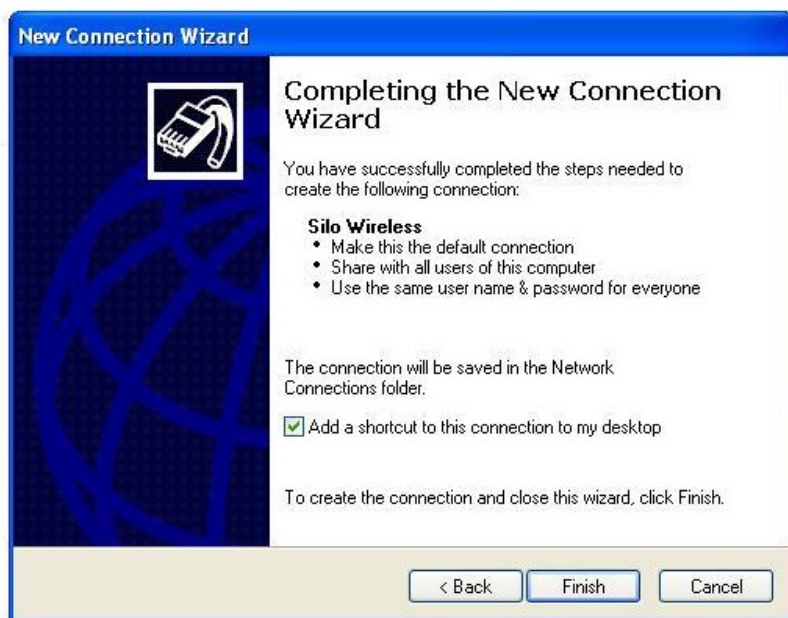 New Connection Wizard
Completing the New Connection
Wizard
You have successfully completed the steps needed to
create the following connection:
Silo Wireless
• Make this the default connection
• Share with all users of this computer
• Use the same user name & password for everyone
The connection will be saved in the Network
Connections folder.
Add a shortcut to this connection to my desktop
To create the connection and close this wizard, click Finish.
< Back
Finish
Cancel